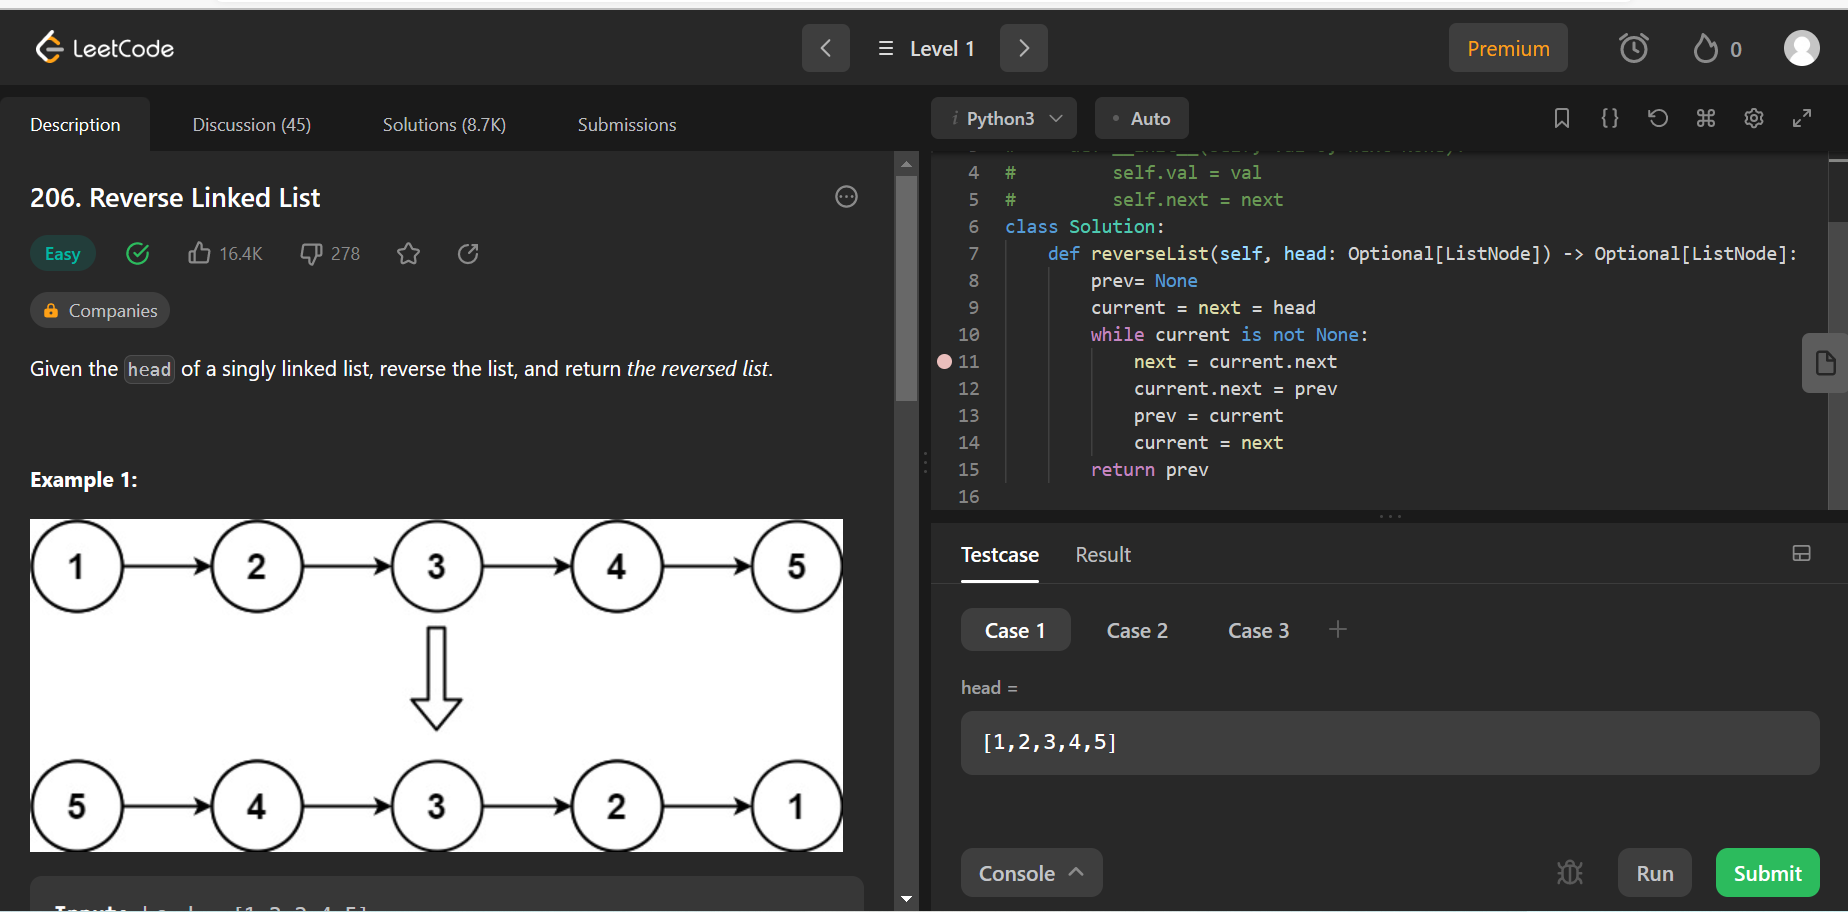 LeetCode
Level 1
Premium
0
Description
Discussion (45)
Solutions (8.7K)
Submissions
206. Reverse Linked List
Easy
16.4K
278
Companies
Given the head of a singly linked list, reverse the list, and return the reversed list.
Example 1:
1 2 3 4 5
5 4 3 2 1
i Python3
Auto
4 # self.val = val
5 # self.next = next
6 class Solution:
7 def reverseList(self, head: Optional[ListNode]) -> Optional[ListNode]:
8 prev= None
9 current = next = head
10 while current is not None:
11 next = current.next
12 current.next = prev
13 prev = current
14 current = next
15 return prev
16
Testcase
Result
Case 1
Case 2
Case 3
head =
[1,2,3,4,5]
Console
Run
Submit